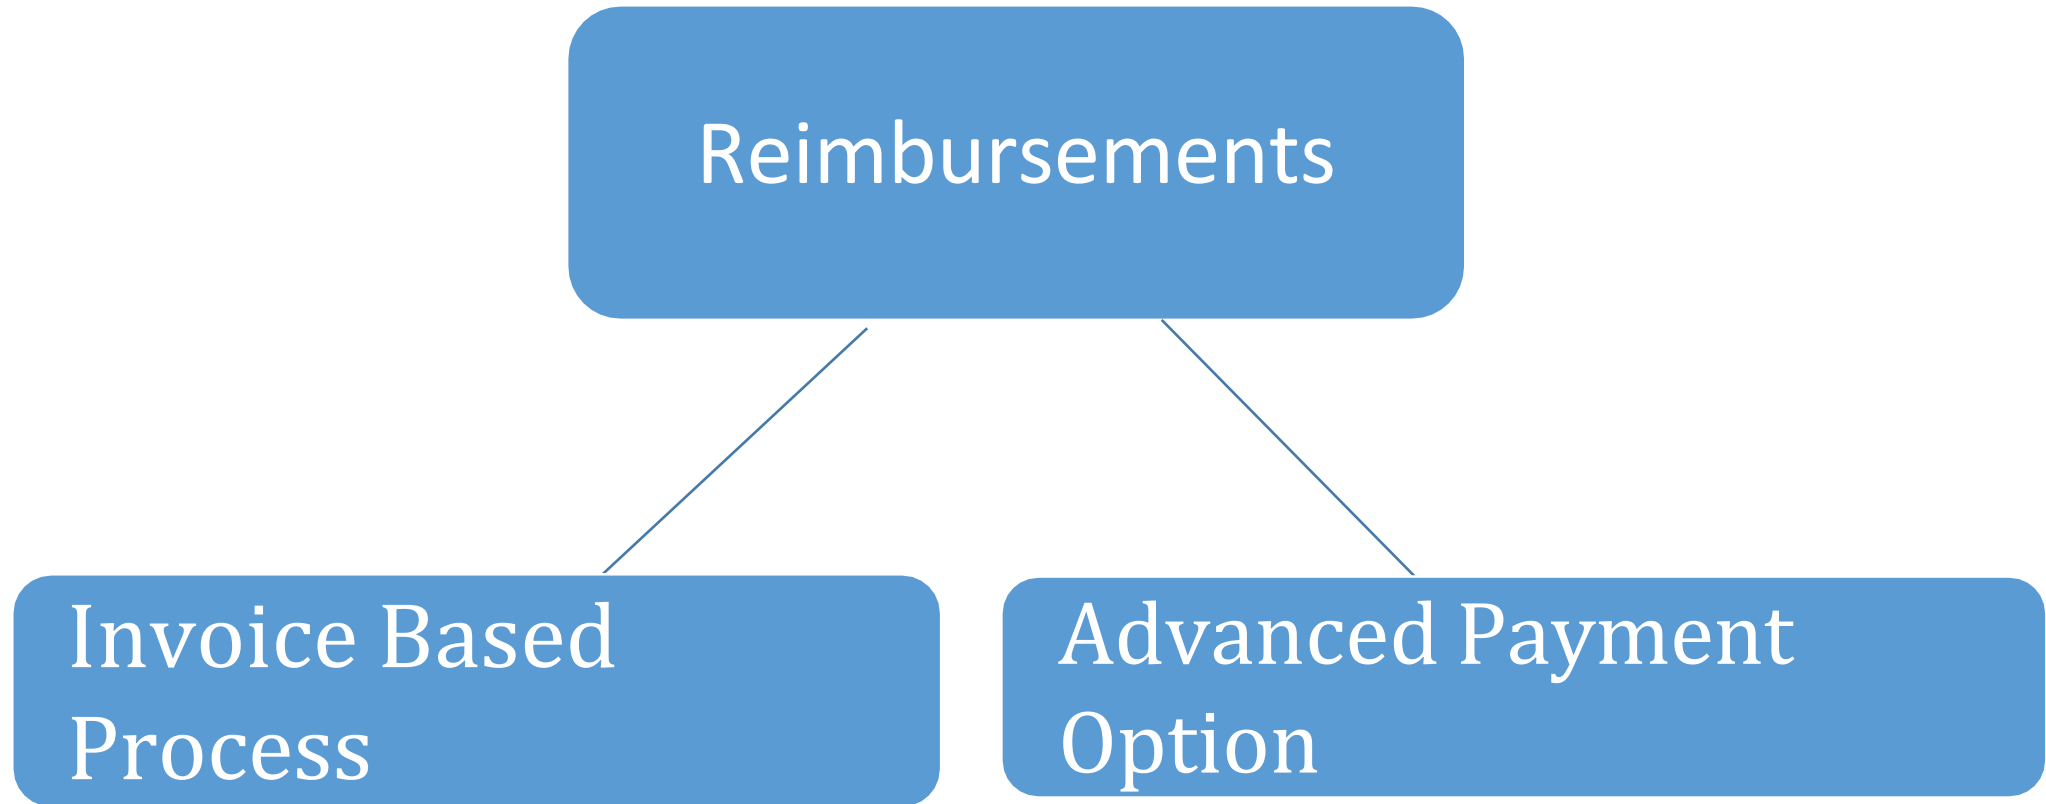 Reimbursements
Invoice Based
Process
Advanced Payment
Option